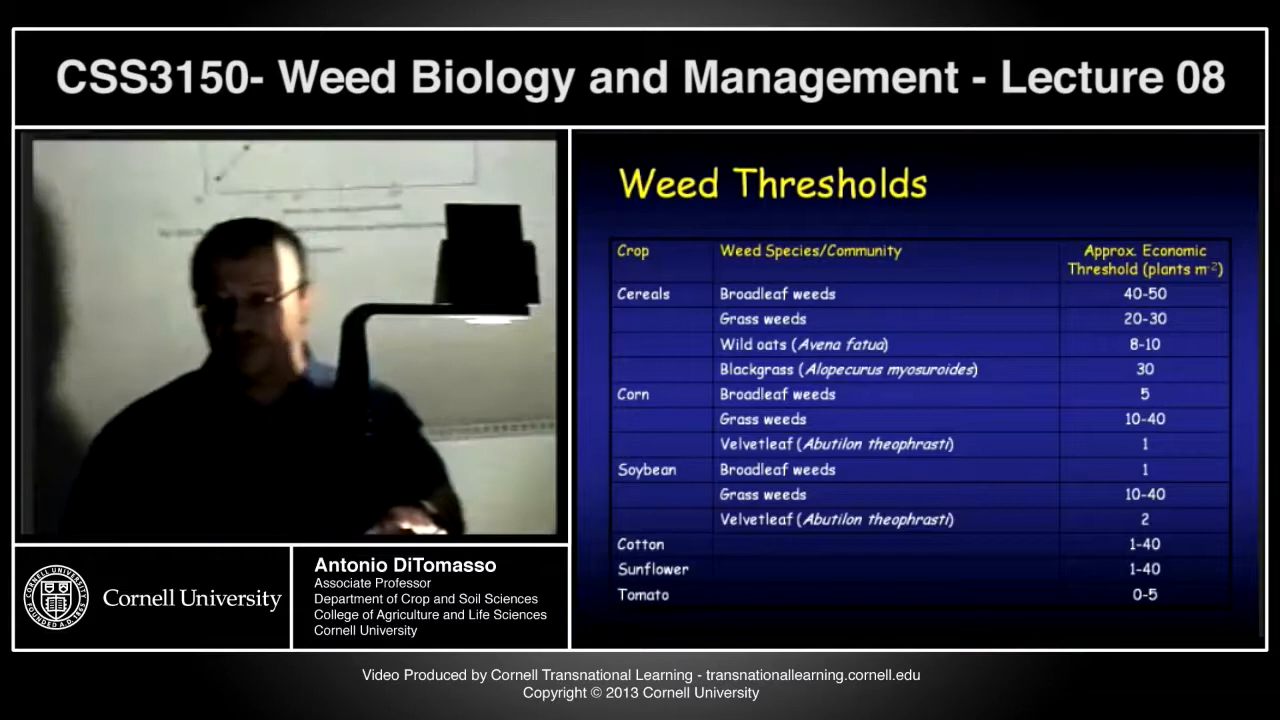 CSS3150- Weed Biology and Management - Lecture 08
Weed Thresholds
Crop Weed Species/Community Approx. Economic Threshold (plants m-2)
Cereals Broadleaf weeds 40-50
Grass weeds 20-30
Wild oats (Avena fatua) 8-10
Blackgrass (Alopecurus myosuroides) 30
Corn Broadleaf weeds 5
Grass weeds 10-40
Velvetleaf (Abutilon theophrasti) 1
Soybean Broadleaf weeds 1
Grass weeds 10-40
Velvetleaf (Abutilon theophrasti) 2
Cotton 1-40
Sunflower 1-40
Tomato 0-5
Cornell University
Antonio DiTomasso
Associate Professor
Department of Crop and Soil Sciences
College of Agriculture and Life Sciences
Cornell University
Video Produced by Cornell Transnational Learning - transnationallearning.cornell.edu
Copyright © 2013 Cornell University